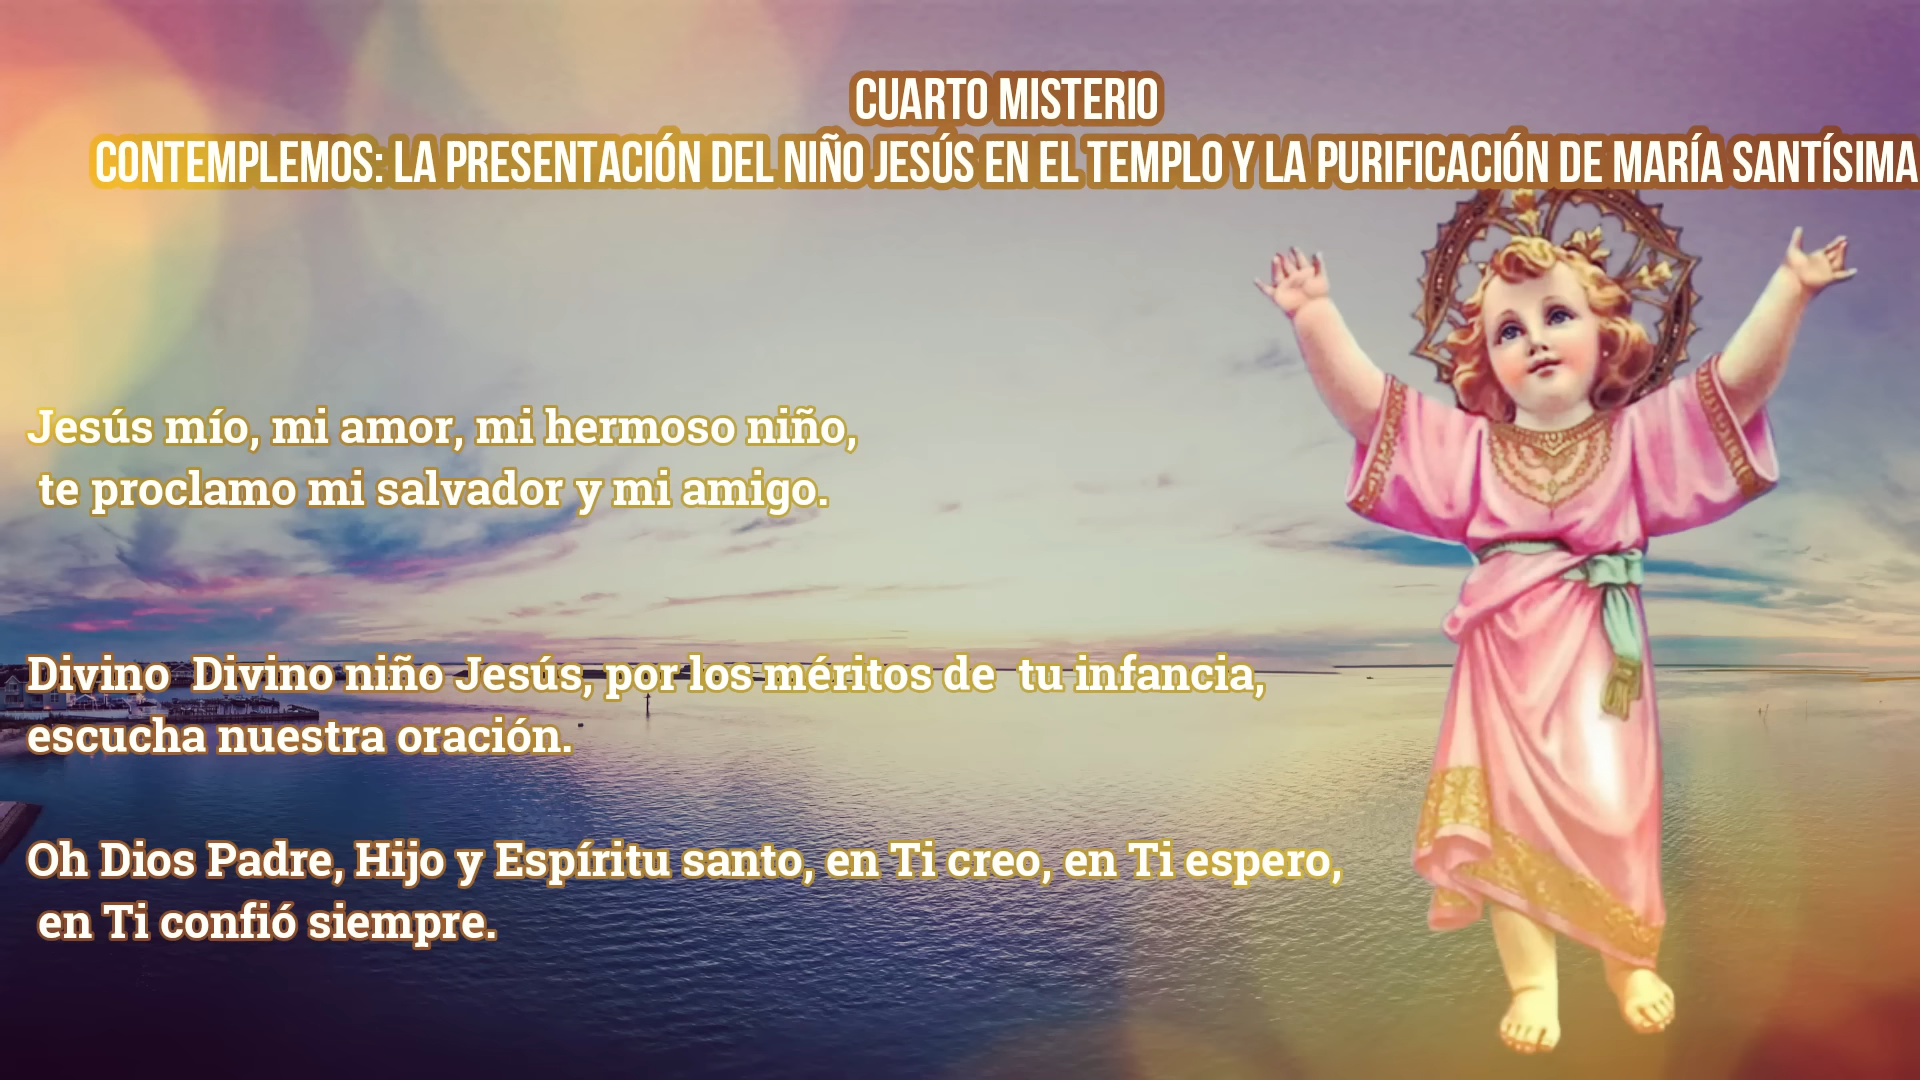 CUARTO MISTERIO
CONTEMPLEMOS: LA PRESENTACIÓN DEL NIÑO JESÚS EN EL TEMPLO Y LA PURIFICACIÓN DE MARÍA SANTÍSIMA
Jesús mío, mi amor, mi hermoso niño,
te proclamo mi salvador y mi amigo.
Divino Divino niño Jesús, por los méritos de tu infancia,
escucha nuestra oración.
Oh Dios Padre, Hijo y Espíritu santo, en Ti creo, en Ti espero,
en Ti confió siempre.